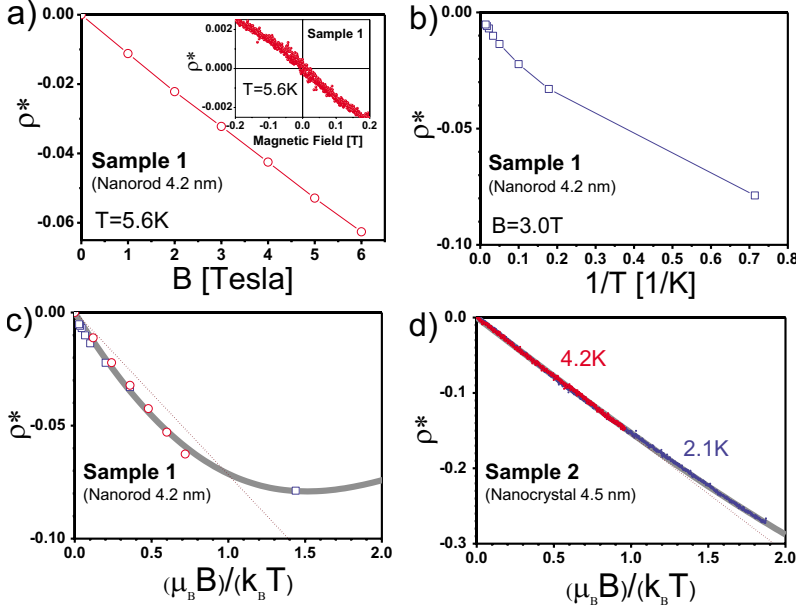 a)
0.00
-0.02
-0.04
-0.06
ρ*
0 1 2 3 4 5 6
B [Tesla]
Sample 1
(Nanorod 4.2 nm)
T=5.6K
0.002
0.000
-0.002
ρ*
Sample 1
T=5.6K
-0.2 -0.1 0.0 0.1 0.2
Magnetic Field [T]
b)
-0.00
-0.05
-0.10
ρ*
Sample 1
(Nanorod 4.2 nm)
B=3.0T
0.0 0.1 0.2 0.3 0.4 0.5 0.6 0.7 0.8
1/T [1/K]
c)
0.00
-0.05
-0.10
ρ*
Sample 1
(Nanorod 4.2 nm)
0.0 0.5 1.0 1.5 2.0
(μBB)/(kBT)
d)
0.0
-0.1
-0.2
-0.3
ρ*
4.2K
2.1K
Sample 2
(Nanocrystal 4.5 nm)
0.0 0.5 1.0 1.5 2.0
(μBB)/(kBT)